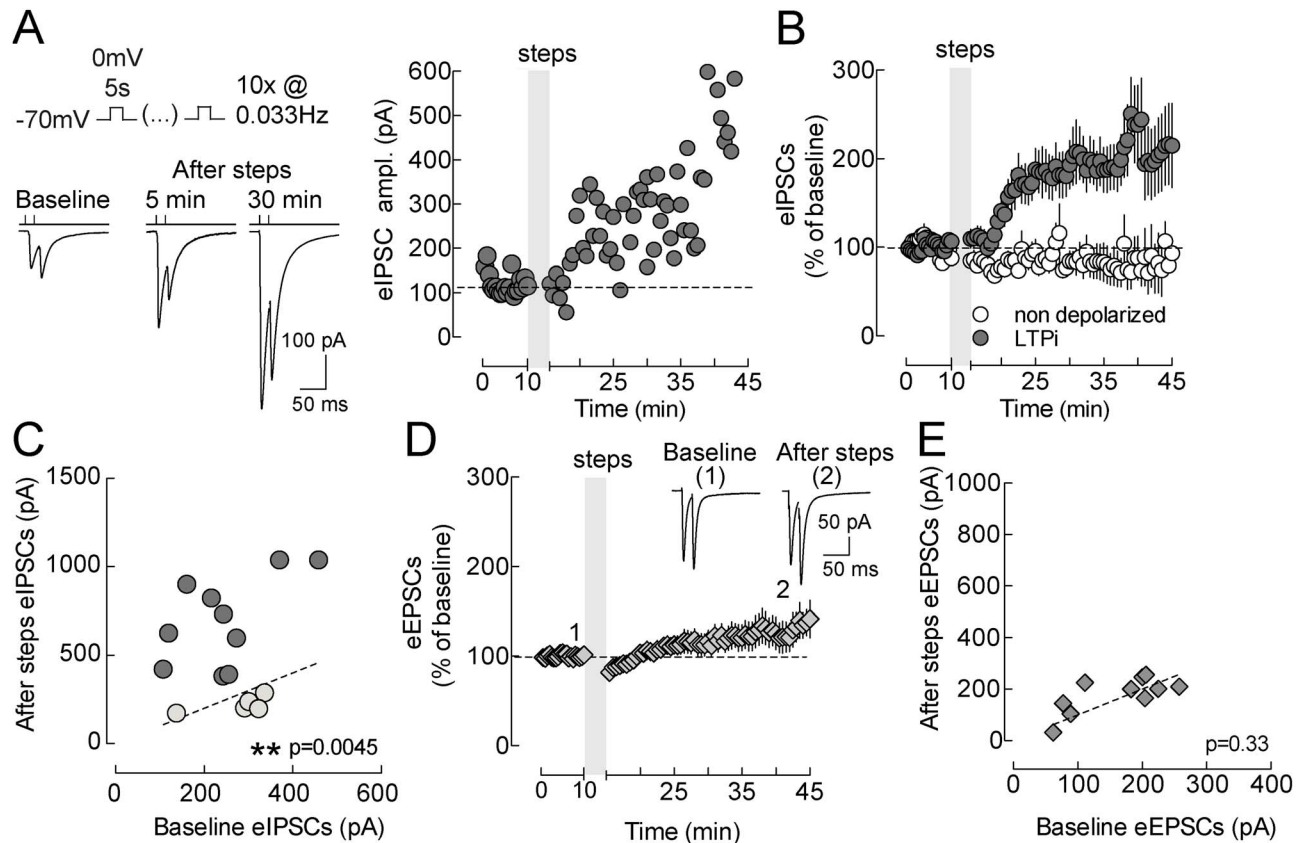 A
0mV
5s
10x @
-70mV
(...)
0.033Hz
After steps
Baseline
5 min
30 min
100 pA
50 ms
steps
eIPSC ampl. (pA)
600
500
400
300
200
100
0
0
10
25
35
45
Time (min)
B
eIPSCs
(% of baseline)
300
200
100
0
non depolarized
LTPi
0
10
25
35
45
Time (min)
C
After steps eIPSCs (pA)
1500
1000
500
0
** p=0.0045
0
200
400
600
Baseline eIPSCs (pA)
D
steps
Baseline
(1)
After steps
(2)
50 pA
50 ms
eEPSCs
(% of baseline)
300
200
100
0
1
2
0
10
25
35
45
Time (min)
E
After steps eEPSCs (pA)
1000
800
600
400
200
0
p=0.33
0
100
200
300
400
Baseline eEPSCs (pA)